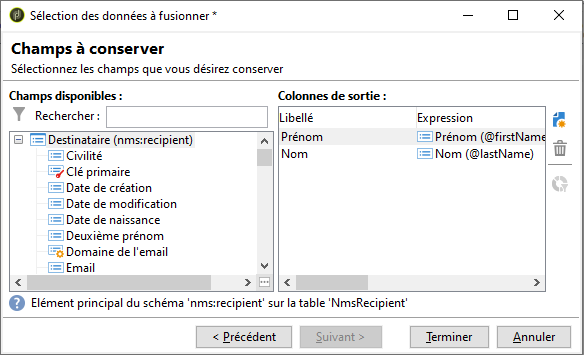 Sélection des données à fusionner *
Champs à conserver
Sélectionnez les champs que vous désirez conserver
Champs disponibles :
Rechercher :
Destinataire (nms:recipient)
Civilité
Clé primaire
Date de création
Date de modification
Date de naissance
Deuxième prénom
Domaine de l'email
Email
Colonnes de sortie :
Libellé Expression
Prénom Prénom (@firstName
Nom Nom (@lastName)
Elément principal du schéma 'nms:recipient' sur la table 'NmsRecipient'
< Précédent Suivant > Terminer Annuler